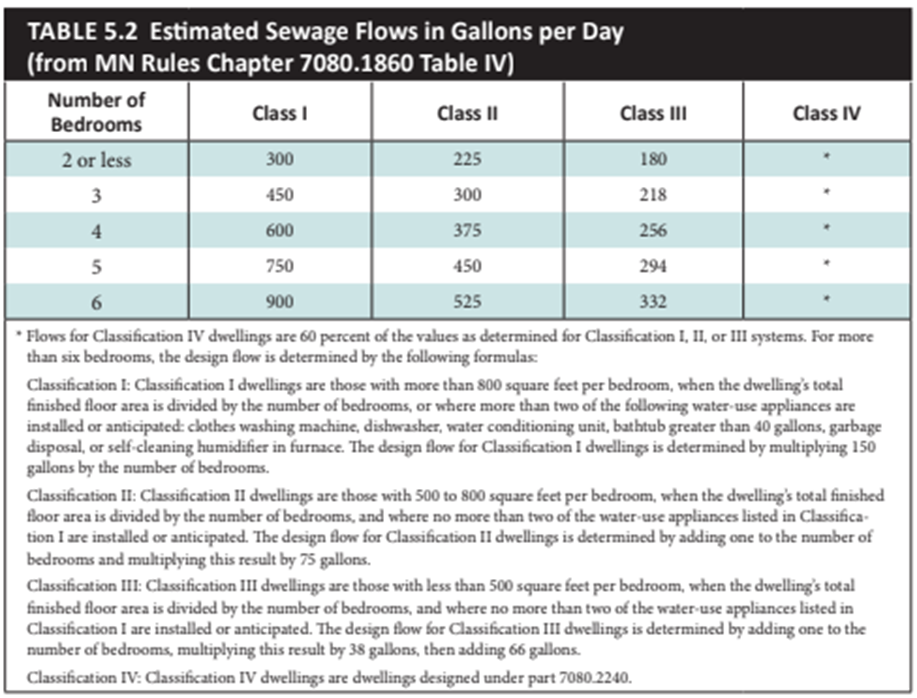 TABLE 5.2 Estimated Sewage Flows in Gallons per Day
(from MN Rules Chapter 7080.1860 Table IV)
Number of Bedrooms Class I Class II Class III Class IV
2 or less 300 225 180 *
3 450 300 218 *
4 600 375 256 *
5 750 450 294 *
6 900 525 332 *
* Flows for Classification IV dwellings are 60 percent of the values as determined for Classification I, II, or III systems. For more
than six bedrooms, the design flow is determined by the following formulas:
Classification I: Classification I dwellings are those with more than 800 square feet per bedroom, when the dwelling's total
finished floor area is divided by the number of bedrooms, or where more than two of the following water-use appliances are
installed or anticipated: clothes washing machine, dishwasher, water conditioning unit, bathtub greater than 40 gallons, garbage
disposal, or self-cleaning humidifier in furnace. The design flow for Classification I dwellings is determined by multiplying 150
gallons by the number of bedrooms.
Classification II: Classification II dwellings are those with 500 to 800 square feet per bedroom, when the dwelling's total finished
floor area is divided by the number of bedrooms, and where no more than two of the water-use appliances listed in Classifica-
tion I are installed or anticipated. The design flow for Classification II dwellings is determined by adding one to the number of
bedrooms and multiplying this result by 75 gallons.
Classification III: Classification III dwellings are those with less than 500 square feet per bedroom, when the dwelling's total
finished floor area is divided by the number of bedrooms, and where no more than two of the water-use appliances listed in
Classification I are installed or anticipated. The design flow for Classification III dwellings is determined by adding one to the
number of bedrooms, multiplying this result by 38 gallons, then adding 66 gallons.
Classification IV: Classification IV dwellings are dwellings designed under part 7080.2240.